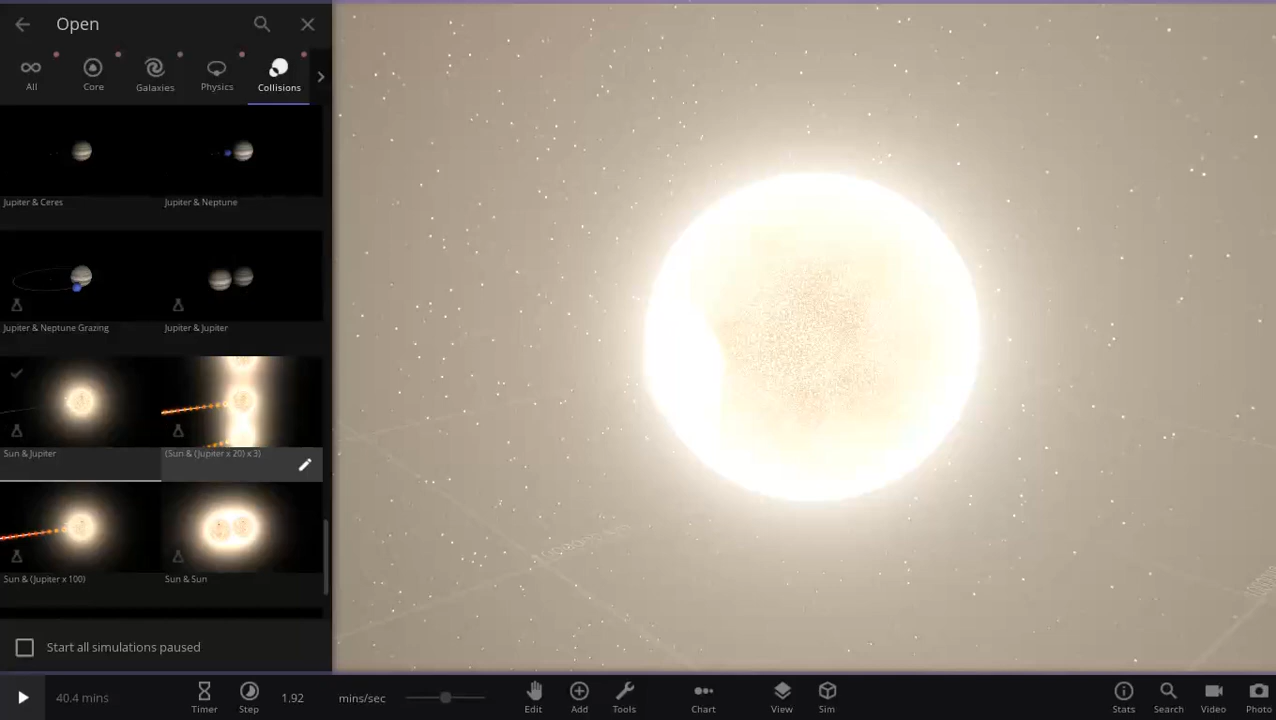 Open
All
Core
Galaxies
Physics
Collisions
Jupiter & Ceres
Jupiter & Neptune
Jupiter & Neptune Grazing
Jupiter & Jupiter
Sun & Jupiter
(Sun & (Jupiter x 20) x 3)
Sun & (Jupiter x 100)
Sun & Sun
Start all simulations paused
40.4 mins
Timer
Step
1.92
mins/sec
Edit
Add
Tools
Chart
View
Sim
Stats
Search
Video
Photo